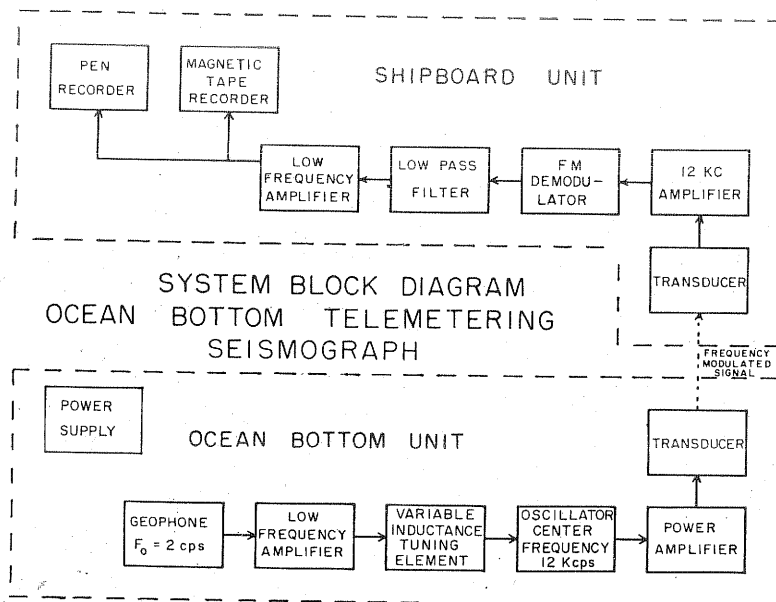 PEN
RECORDER
MAGNETIC
TAPE
RECORDER
SHIPBOARD UNIT
LOW
FREQUENCY
AMPLIFIER
LOW PASS
FILTER
FM
DEMODU-
LATOR
12 KC
AMPLIFIER
TRANSDUCER
SYSTEM BLOCK DIAGRAM
OCEAN BOTTOM TELEMETERING
SEISMOGRAPH
FREQUENCY
MODULATED
SIGNAL
POWER
SUPPLY
OCEAN BOTTOM UNIT
TRANSDUCER
GEOPHONE
Fo = 2 cps
LOW
FREQUENCY
AMPLIFIER
VARIABLE
INDUCTANCE
TUNING
ELEMENT
OSCILLATOR
CENTER
FREQUENCY
12 Kcps
POWER
AMPLIFIER